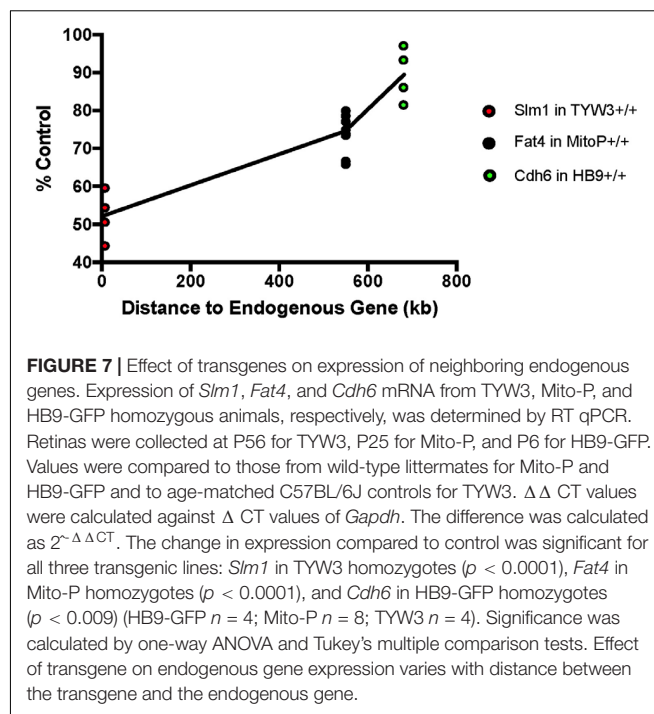 100
80
90
70
60
50
40
% Control
0
200
400
600
800
Distance to Endogenous Gene (kb)
Slm1 in TYW3+/+
Fat4 in MitoP+/+
Cdh6 in HB9+/+
FIGURE 7 | Effect of transgenes on expression of neighboring endogenous
genes. Expression of Slm1, Fat4, and Cdh6 mRNA from TYW3, Mito-P, and
HB9-GFP homozygous animals, respectively, was determined by RT qPCR.
Retinas were collected at P56 for TYW3, P25 for Mito-P, and P6 for HB9-GFP.
Values were compared to those from wild-type littermates for Mito-P and
HB9-GFP and to age-matched C57BL/6J controls for TYW3. Δ Δ CT values
were calculated against Δ CT values of Gapdh. The difference was calculated
as 2^~ΔΔCT. The change in expression compared to control was significant for
all three transgenic lines: Slm1 in TYW3 homozygotes (p < 0.0001), Fat4 in
Mito-P homozygotes (p < 0.0001), and Cdh6 in HB9-GFP homozygotes
(p < 0.009) (HB9-GFP n = 4; Mito-P n = 8; TYW3 n = 4). Significance was
calculated by one-way ANOVA and Tukey's multiple comparison tests. Effect
of transgene on endogenous gene expression varies with distance between
the transgene and the endogenous gene.